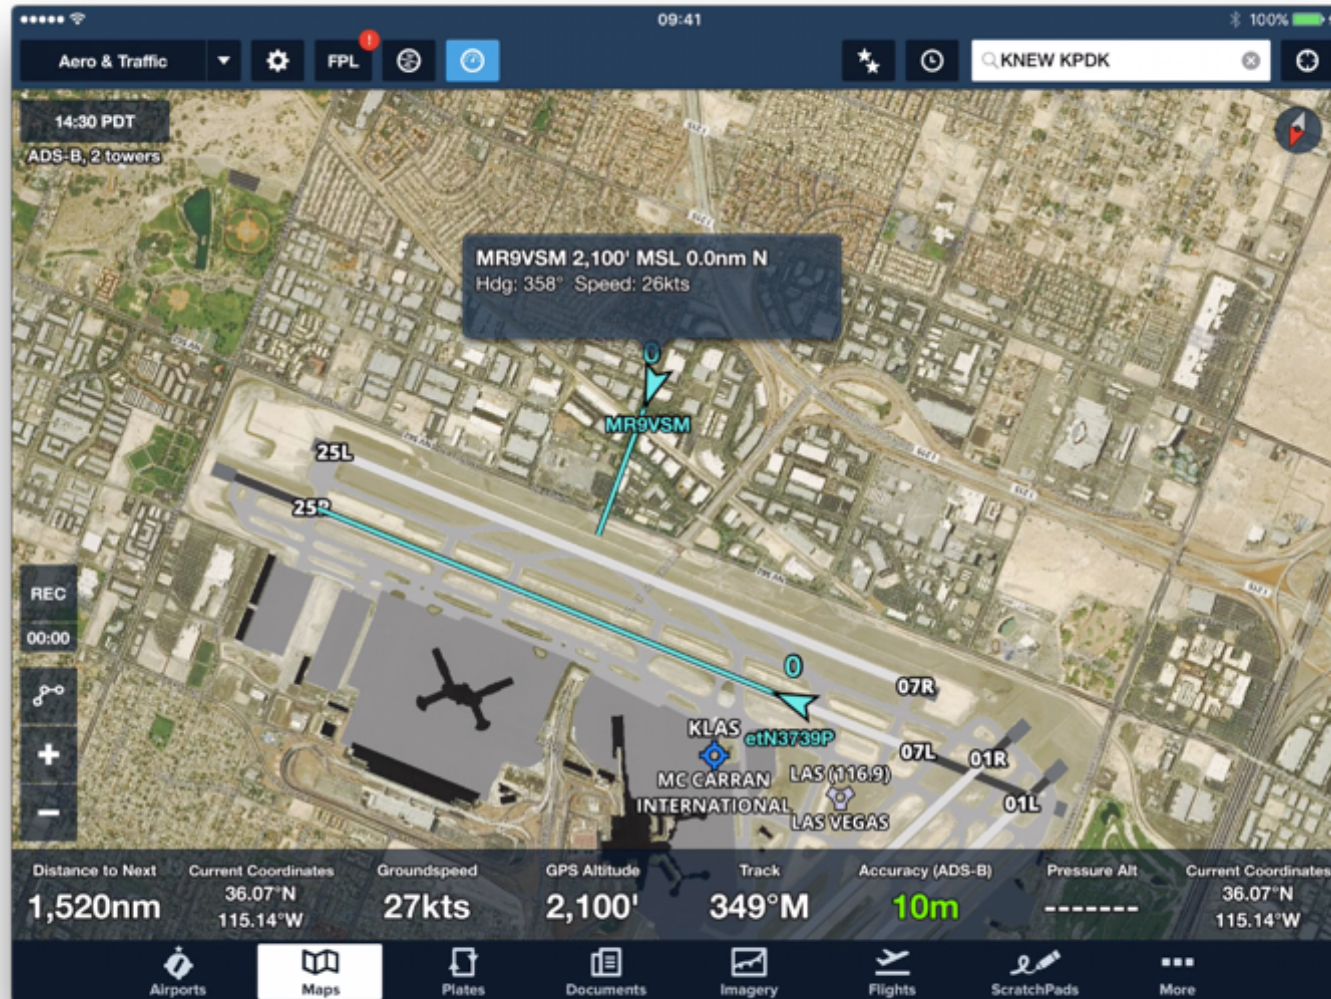 09:41
100%
Aero & Traffic
FPL
!
KNEW KPDK
14:30 PDT
ADS-B, 2 towers
MR9VSM 2,100' MSL 0.0nm N
Hdg: 358° Speed: 26kts
0
MR9VSM
25L
25R
REC
00:00
0
07R
etN3739P
KLAS
MC CARRAN
INTERNATIONAL
LAS (116.9)
LAS VEGAS
07L
01R
01L
Distance to Next
1,520nm
Current Coordinates
36.07°N
115.14°W
Groundspeed
27kts
GPS Altitude
2,100'
Track
349°M
Accuracy (ADS-B)
10m
Pressure Alt
-------
Current Coordinates
36.07°N
115.14°W
Airports
Maps
Plates
Documents
Imagery
Flights
ScratchPads
More